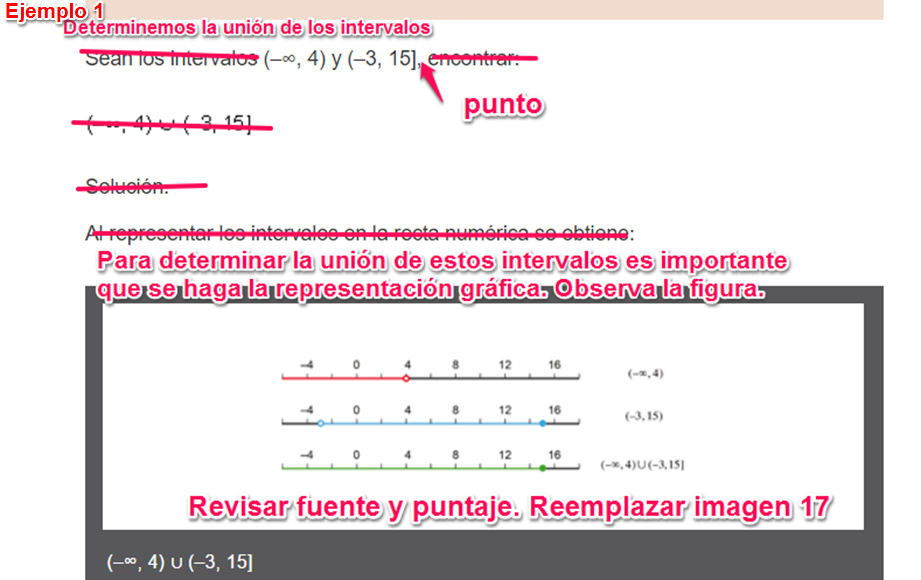 Ejemplo 1
Determinemos la unión de los intervalos
Sean los intervalos (–∞, 4) y (–3, 15], encontrar:
punto
(–∞, 4) ∪ (–3, 15]
Solución:
Al representar los intervalos en la recta numérica se obtiene:
Para determinar la unión de estos intervalos es importante
que se haga la representación gráfica. Observa la figura.
–4 0 4 8 12 16
(–∞, 4)
–4 0 4 8 12 16
(–3, 15)
–4 0 4 8 12 16
(–∞, 4)∪(–3,15]
Revisar fuente y puntaje. Reemplazar imagen 17
(–∞, 4) ∪ (–3, 15]